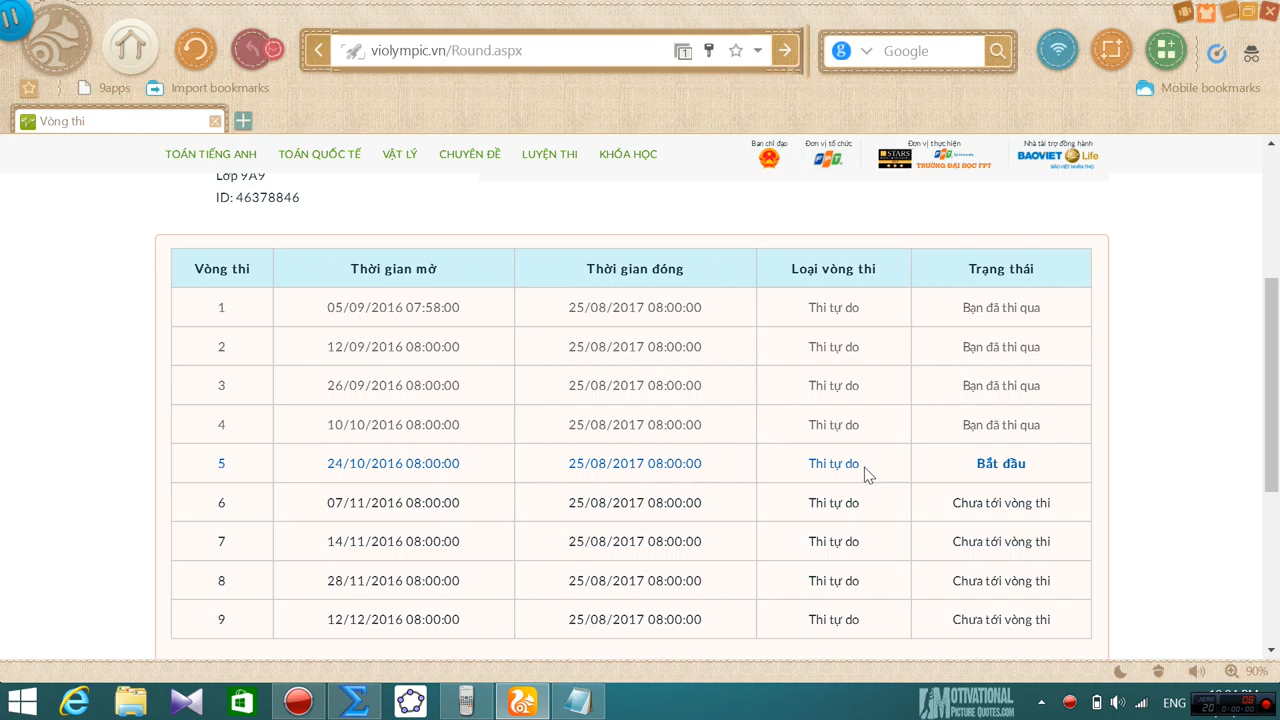 violympic.vn/Round.aspx
Google
9apps
Import bookmarks
Mobile bookmarks
Vòng thi
TOÁN TIẾNG ANH TOÁN QUỐC VẬT LÝ CHUYÊN ĐỀ LUYỆN THI KHÓA HỌC
Ban chỉ đạo Đơn vị tổ chức Đơn vị thực hiện Nhà tài trợ đồng hành
FPT STARS TRƯỜNG ĐẠI HỌC FPT BAOVIET Life
BẢO VIỆT NHÂN THỌ
Lớp 9A9
ID: 46378846
Vòng thi Thời gian mở Thời gian đóng Loại vòng thi Trạng thái
1 05/09/2016 07:58:00 25/08/2017 08:00:00 Thi tự do Bạn đã thi qua
2 12/09/2016 08:00:00 25/08/2017 08:00:00 Thi tự do Bạn đã thi qua
3 26/09/2016 08:00:00 25/08/2017 08:00:00 Thi tự do Bạn đã thi qua
4 10/10/2016 08:00:00 25/08/2017 08:00:00 Thi tự do Bạn đã thi qua
5 24/10/2016 08:00:00 25/08/2017 08:00:00 Thi tự do Bắt đầu
6 07/11/2016 08:00:00 25/08/2017 08:00:00 Thi tự do Chưa tới vòng thi
7 14/11/2016 08:00:00 25/08/2017 08:00:00 Thi tự do Chưa tới vòng thi
8 28/11/2016 08:00:00 25/08/2017 08:00:00 Thi tự do Chưa tới vòng thi
9 12/12/2016 08:00:00 25/08/2017 08:00:00 Thi tự do Chưa tới vòng thi
90%
MOTIVATIONAL
PICTURE QUOTES.COM
ENG